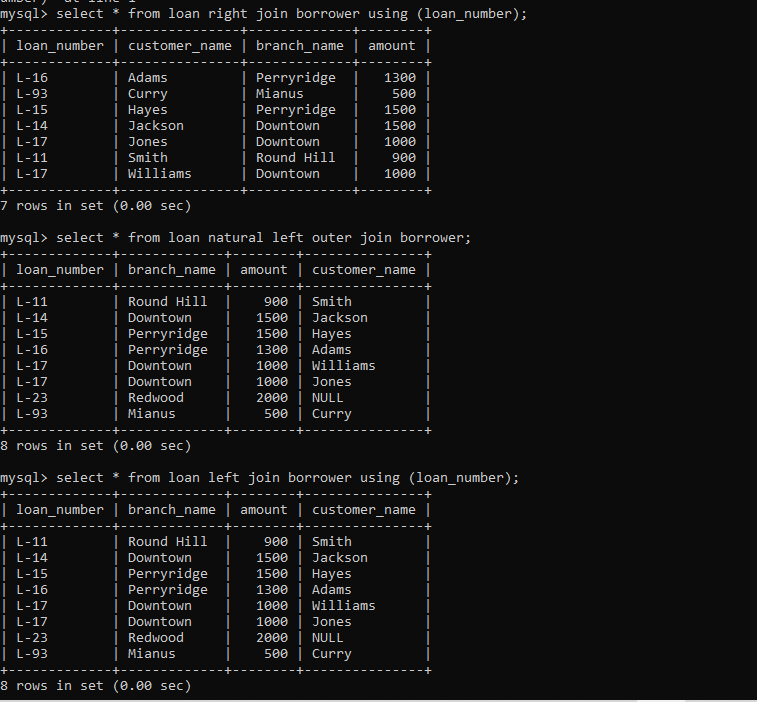 mysql> select * from loan right join borrower using (loan_number);
+-------------+---------------+-------------+--------+
| loan_number | customer_name | branch_name | amount |
+-------------+---------------+-------------+--------+
| L-16        | Adams         | Perryridge  |   1300 |
| L-93        | Curry         | Mianus      |    500 |
| L-15        | Hayes         | Perryridge  |   1500 |
| L-14        | Jackson       | Downtown    |   1500 |
| L-17        | Jones         | Downtown    |   1000 |
| L-11        | Smith         | Round Hill  |    900 |
| L-17        | Williams      | Downtown    |   1000 |
+-------------+---------------+-------------+--------+
7 rows in set (0.00 sec)

mysql> select * from loan natural left outer join borrower;
+-------------+-------------+--------+---------------+
| loan_number | branch_name | amount | customer_name |
+-------------+-------------+--------+---------------+
| L-11        | Round Hill  |    900 | Smith         |
| L-14        | Downtown    |   1500 | Jackson       |
| L-15        | Perryridge  |   1500 | Hayes         |
| L-16        | Perryridge  |   1300 | Adams         |
| L-17        | Downtown    |   1000 | Williams      |
| L-17        | Downtown    |   1000 | Jones         |
| L-23        | Redwood     |   2000 | NULL          |
| L-93        | Mianus      |    500 | Curry         |
+-------------+-------------+--------+---------------+
8 rows in set (0.00 sec)

mysql> select * from loan left join borrower using (loan_number);
+-------------+-------------+--------+---------------+
| loan_number | branch_name | amount | customer_name |
+-------------+-------------+--------+---------------+
| L-11        | Round Hill  |    900 | Smith         |
| L-14        | Downtown    |   1500 | Jackson       |
| L-15        | Perryridge  |   1500 | Hayes         |
| L-16        | Perryridge  |   1300 | Adams         |
| L-17        | Downtown    |   1000 | Williams      |
| L-17        | Downtown    |   1000 | Jones         |
| L-23        | Redwood     |   2000 | NULL          |
| L-93        | Mianus      |    500 | Curry         |
+-------------+-------------+--------+---------------+
8 rows in set (0.00 sec)